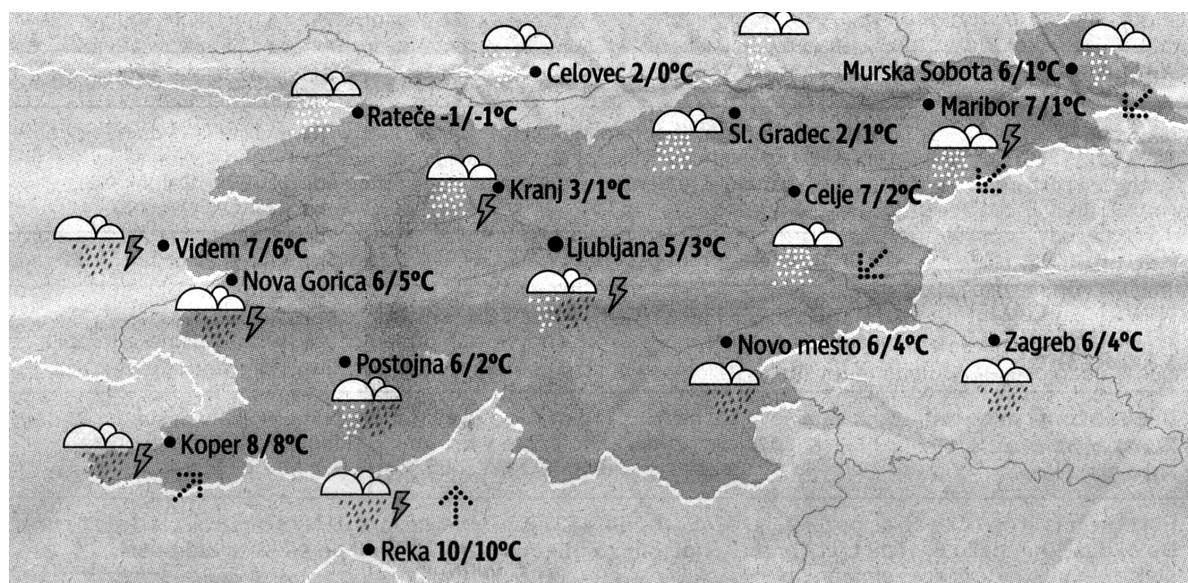 Celovec 2/0°C
Murska Sobota 6/1°C
Rateče -1/-1°C
Maribor 7/1°C
Sl. Gradec 2/1°C
Kranj 3/1°C
Celje 7/2°C
Videm 7/6°C
Ljubljana 5/3°C
Nova Gorica 6/5°C
Postojna 6/2°C
Novo mesto 6/4°C
Zagreb 6/4°C
Koper 8/8°C
Reka 10/10°C